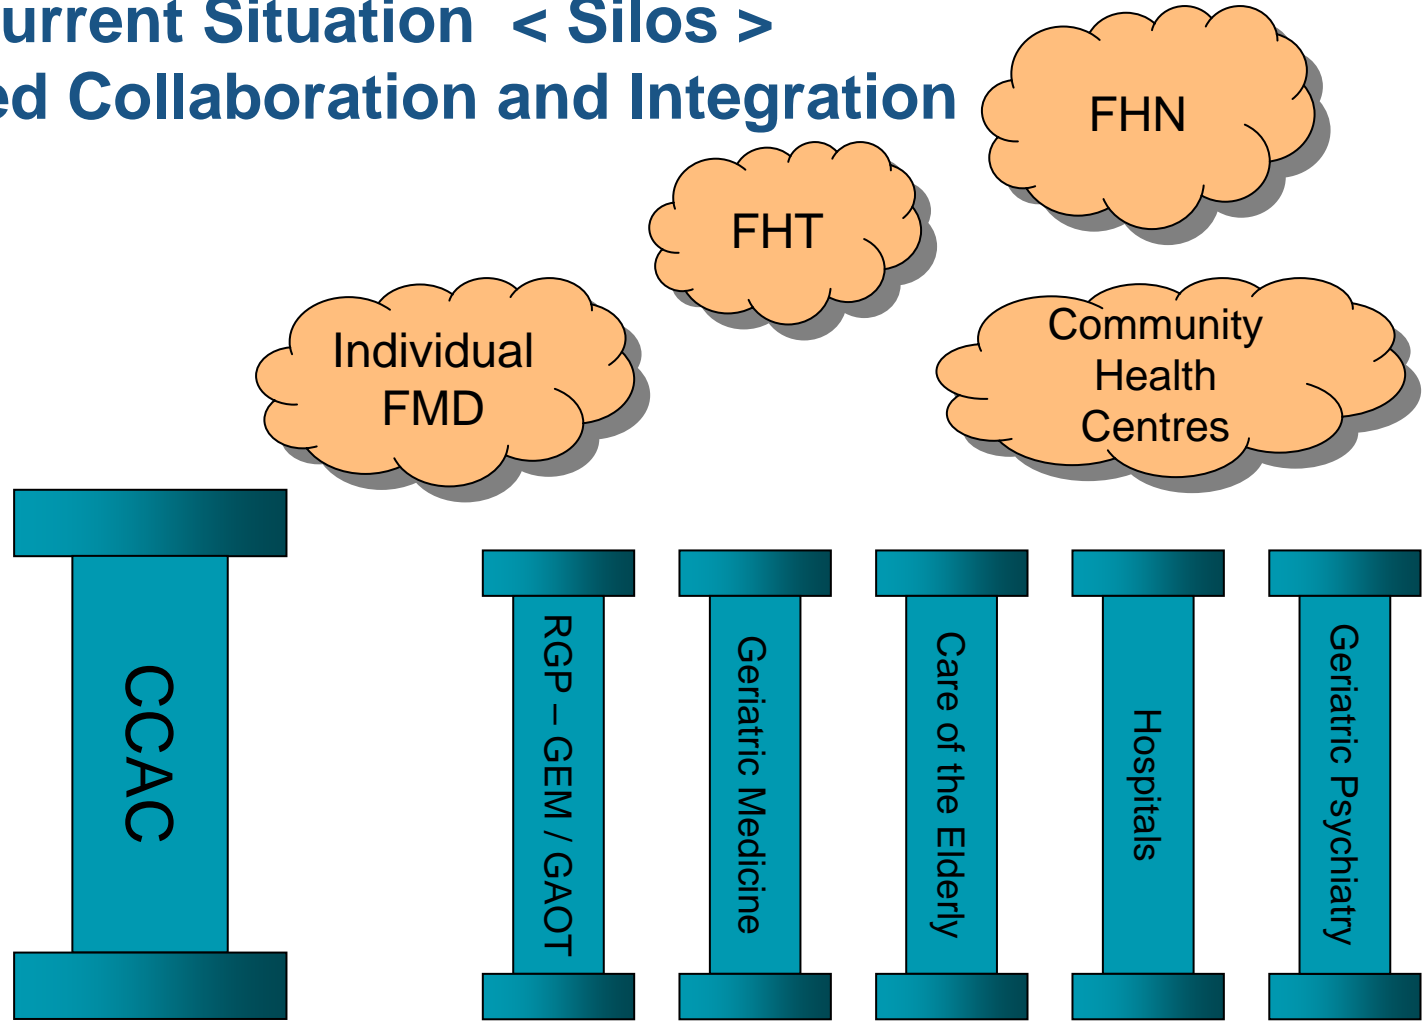 urrent Situation < Silos >
ed Collaboration and Integration
FHN
FHT
Individual
FMD
Community
Health
Centres
CCAC
RGP – GEM / GAOT
Geriatric Medicine
Care of the Elderly
Hospitals
Geriatric Psychiatry